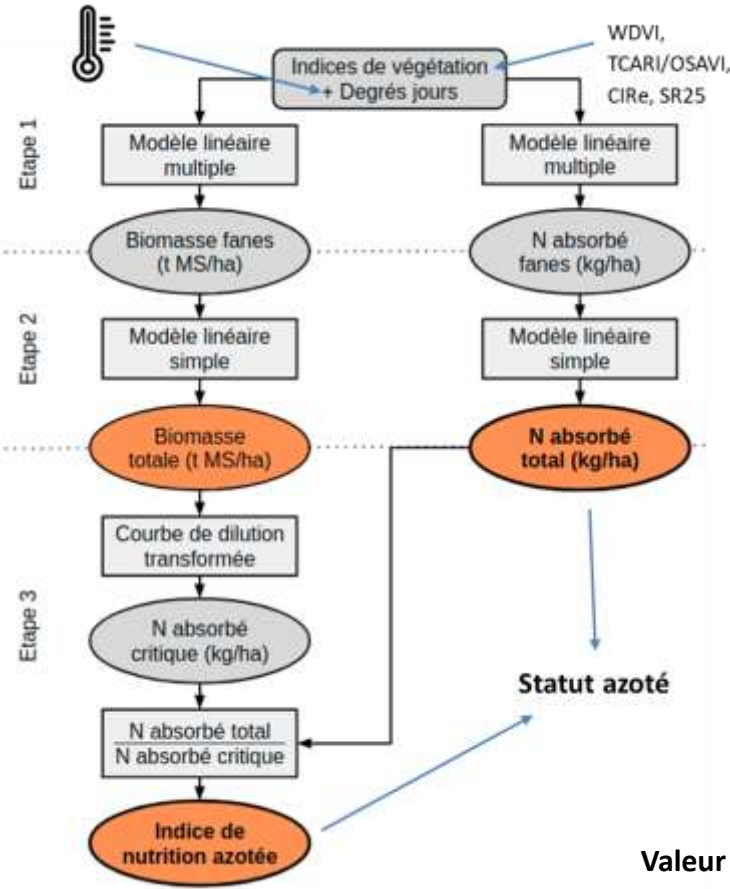 WDVI,
TCARI/OSAVI,
CIRe, SR25
Indices de végétation
+ Degrés jours
Etape 1
Modèle linéaire
multiple
Modèle linéaire
multiple
Biomasse fanes
(t MS/ha)
N absorbé
fanes (kg/ha)
Etape 2
Modèle linéaire
simple
Modèle linéaire
simple
Biomasse
totale (t MS/ha)
N absorbé
total (kg/ha)
Etape 3
Courbe de dilution
transformée
N absorbé
critique (kg/ha)
Statut azoté
N absorbé total
N absorbé critique
Indice de
nutrition azotée
Valeur